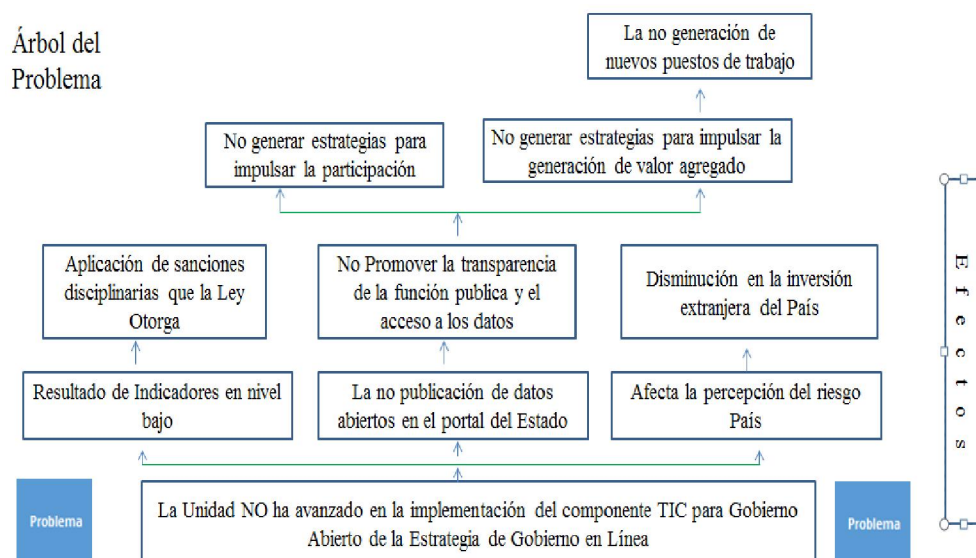 Árbol del
Problema
La no generación de
nuevos puestos de trabajo
No generar estrategias para
impulsar la participación
No generar estrategias para impulsar la
generación de valor agregado
Aplicación de sanciones
disciplinarias que la Ley
Otorga
No Promover la transparencia
de la función publica y el
acceso a los datos
Disminución en la inversión
extranjera del País
Resultado de Indicadores en nivel
bajo
La no publicación de datos
abiertos en el portal del Estado
Afecta la percepción del riesgo
País
Efectos
Problema
La Unidad NO ha avanzado en la implementación del componente TIC para Gobierno
Abierto de la Estrategia de Gobierno en Línea
Problema